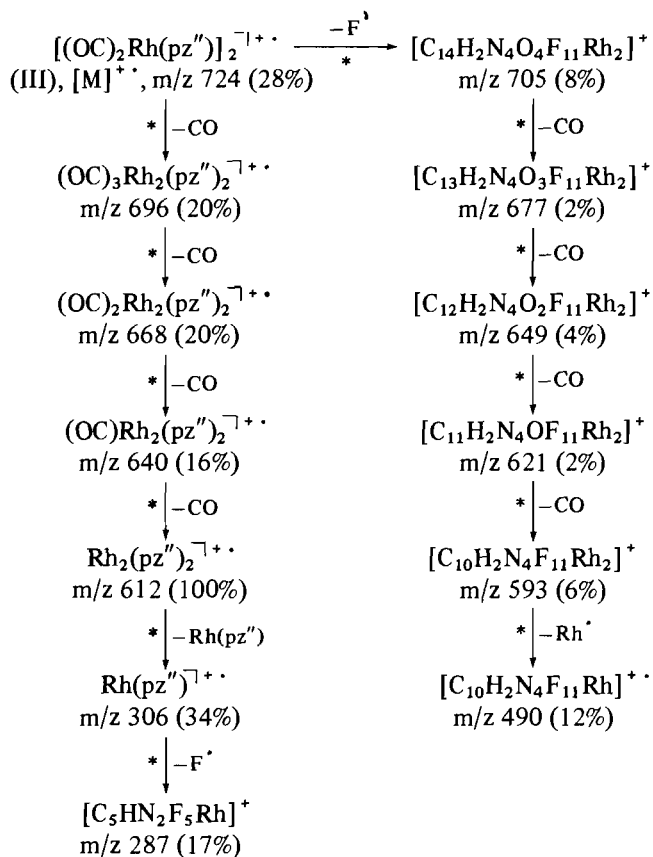 [(OC)₂Rh(pz″)]₂⌝⁺· –F· * [C₁₄H₂N₄O₄F₁₁Rh₂]⁺
(III), [M]⁺·, m/z 724 (28%) m/z 705 (8%)
* –CO * –CO
(OC)₃Rh₂(pz″)₂⌝⁺· [C₁₃H₂N₄O₃F₁₁Rh₂]⁺
m/z 696 (20%) m/z 677 (2%)
* –CO * –CO
(OC)₂Rh₂(pz″)₂⌝⁺· [C₁₂H₂N₄O₂F₁₁Rh₂]⁺
m/z 668 (20%) m/z 649 (4%)
* –CO * –CO
(OC)Rh₂(pz″)₂⌝⁺· [C₁₁H₂N₄OF₁₁Rh₂]⁺
m/z 640 (16%) m/z 621 (2%)
* –CO * –CO
Rh₂(pz″)₂⌝⁺· [C₁₀H₂N₄F₁₁Rh₂]⁺
m/z 612 (100%) m/z 593 (6%)
* –Rh(pz″) * –Rh·
Rh(pz″)⌝⁺· [C₁₀H₂N₄F₁₁Rh]⁺·
m/z 306 (34%) m/z 490 (12%)
* –F·
[C₅HN₂F₅Rh]⁺
m/z 287 (17%)